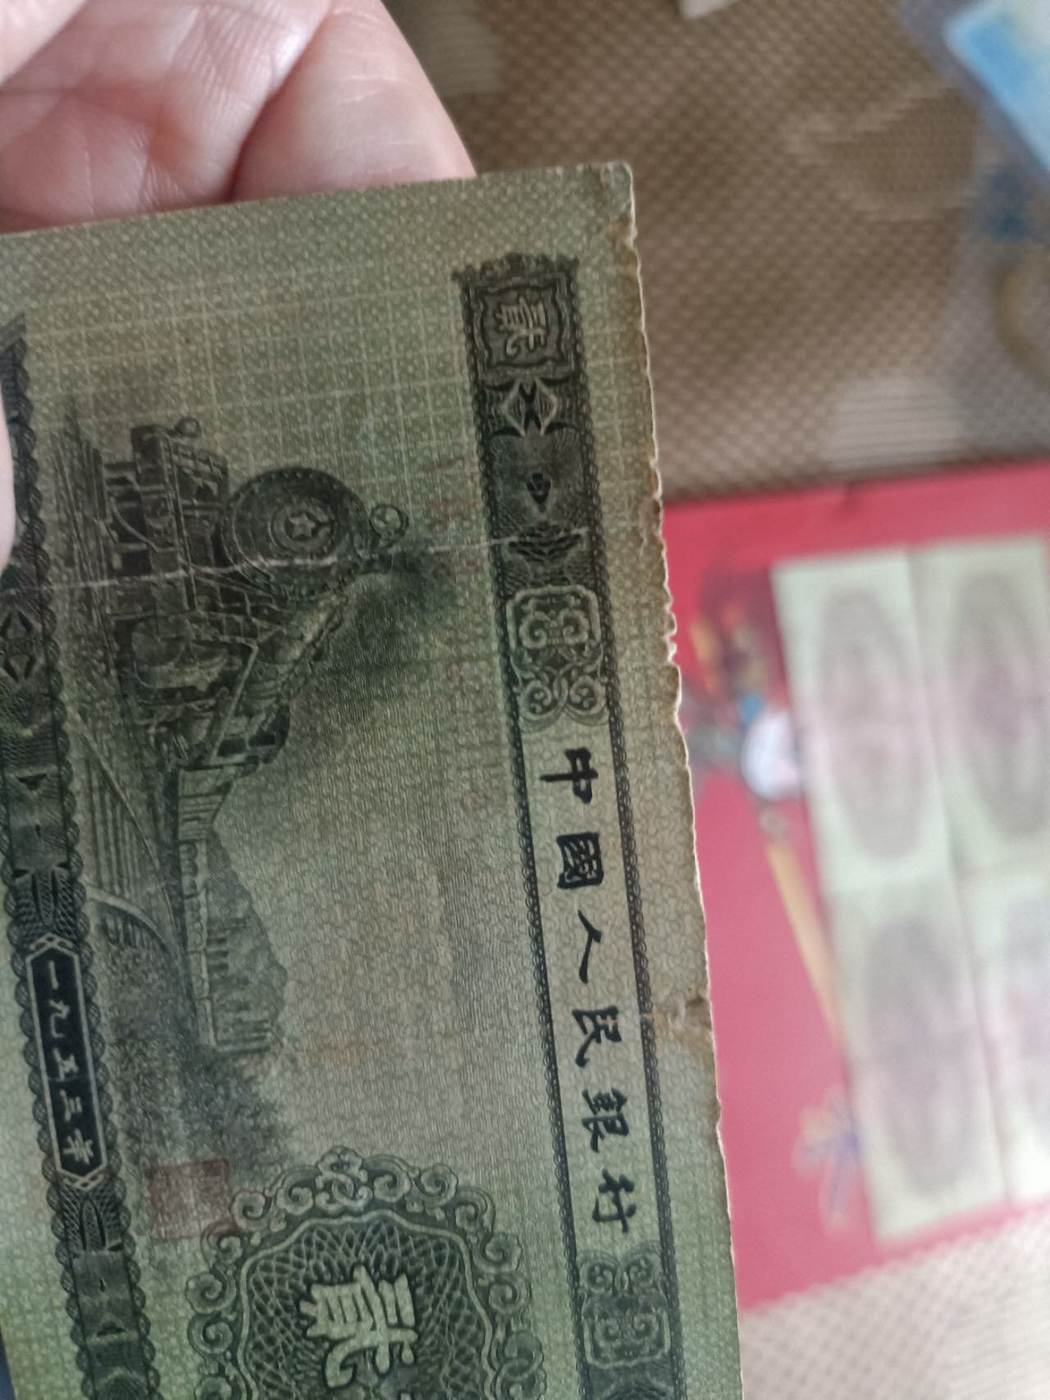 貳
中國人民銀行
貳
一九五三年